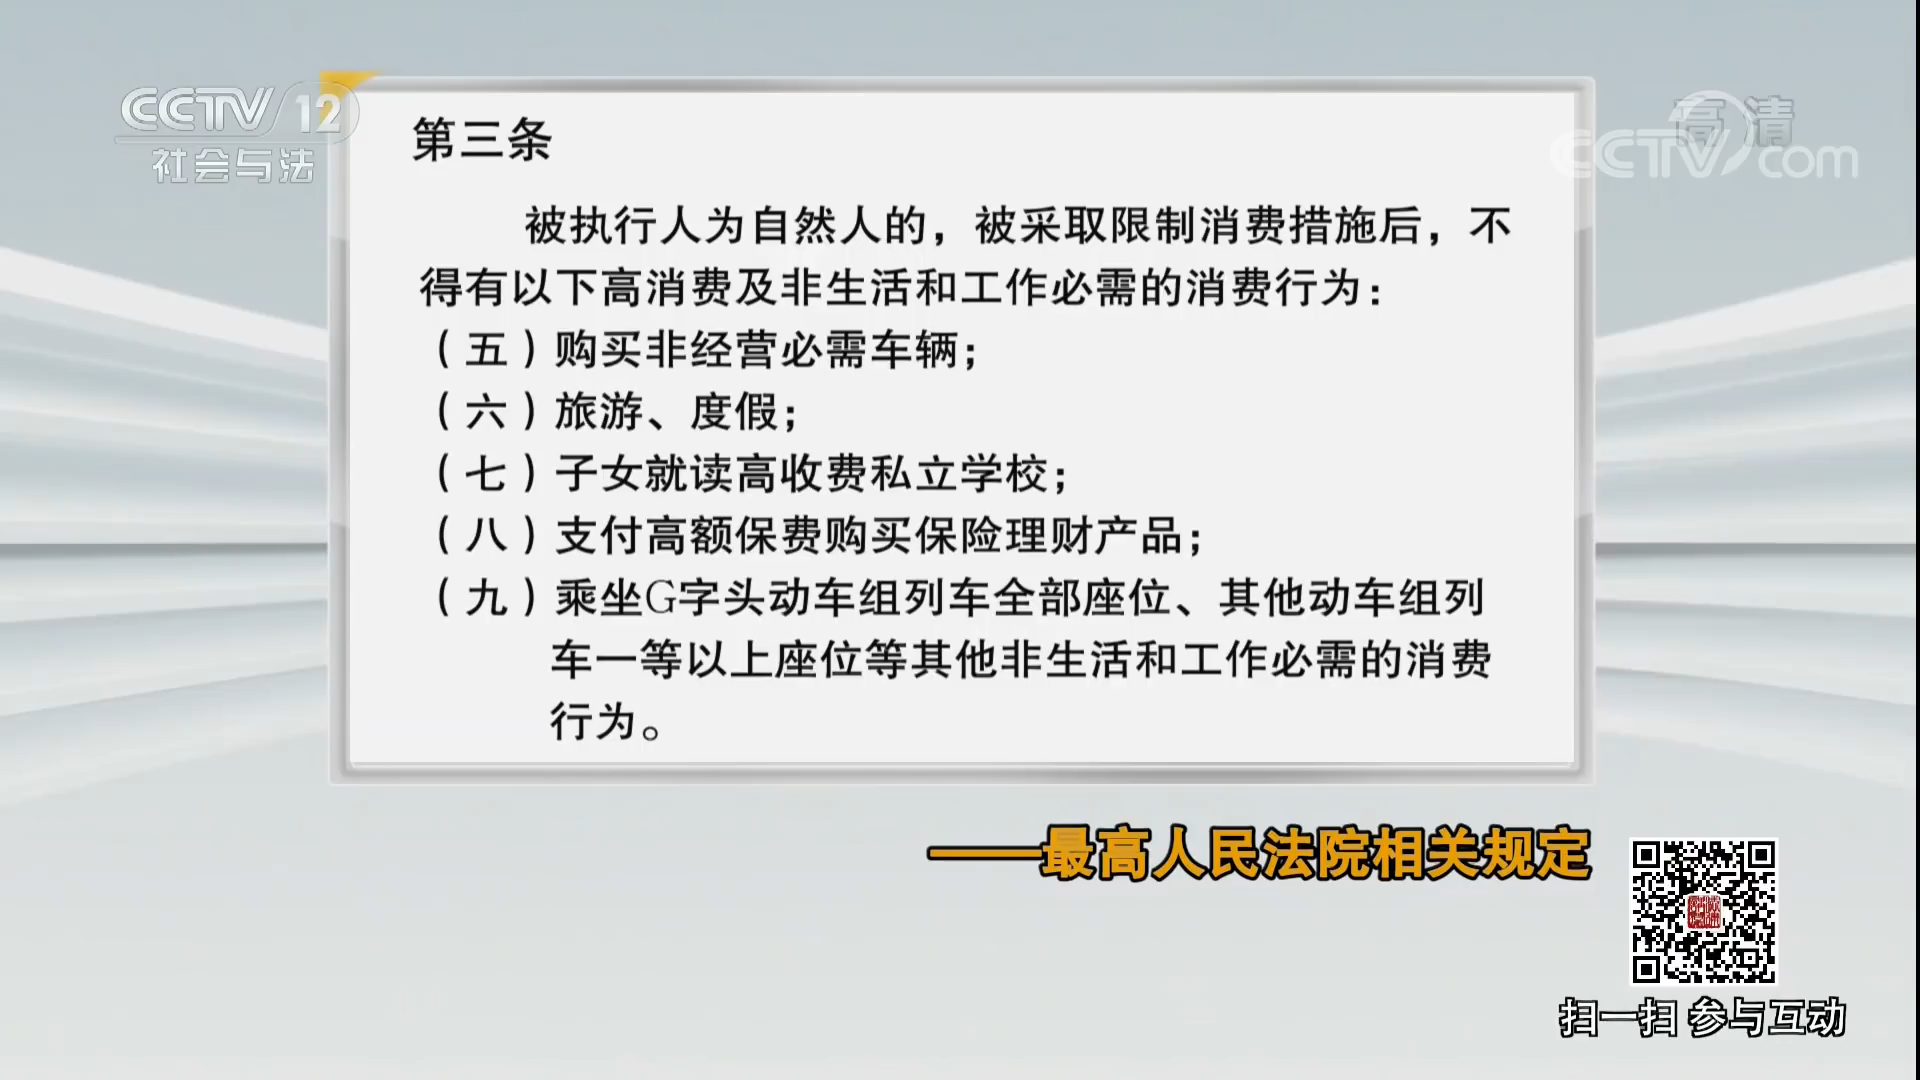 CCTV 12
社会与法
高清
CCTV.com
第三条
被执行人为自然人的，被采取限制消费措施后，不
得有以下高消费及非生活和工作必需的消费行为：
（五）购买非经营必需车辆；
（六）旅游、度假；
（七）子女就读高收费私立学校；
（八）支付高额保费购买保险理财产品；
（九）乘坐G字头动车组列车全部座位、其他动车组列
车一等以上座位等其他非生活和工作必需的消费
行为。
——最高人民法院相关规定
扫一扫 参与互动